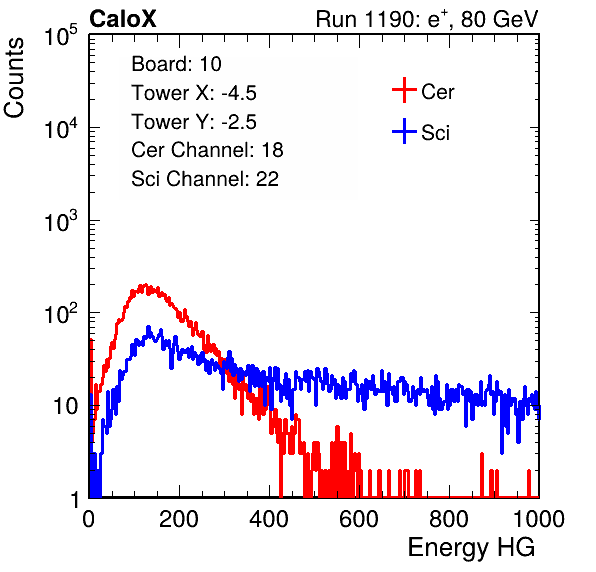 CaloX Run 1190: e⁺, 80 GeV
Counts
Board: 10
Tower X: -4.5
Tower Y: -2.5
Cer Channel: 18
Sci Channel: 22
Cer
Sci
10⁵
10⁴
10³
10²
10
1
0 200 400 600 800 1000
Energy HG